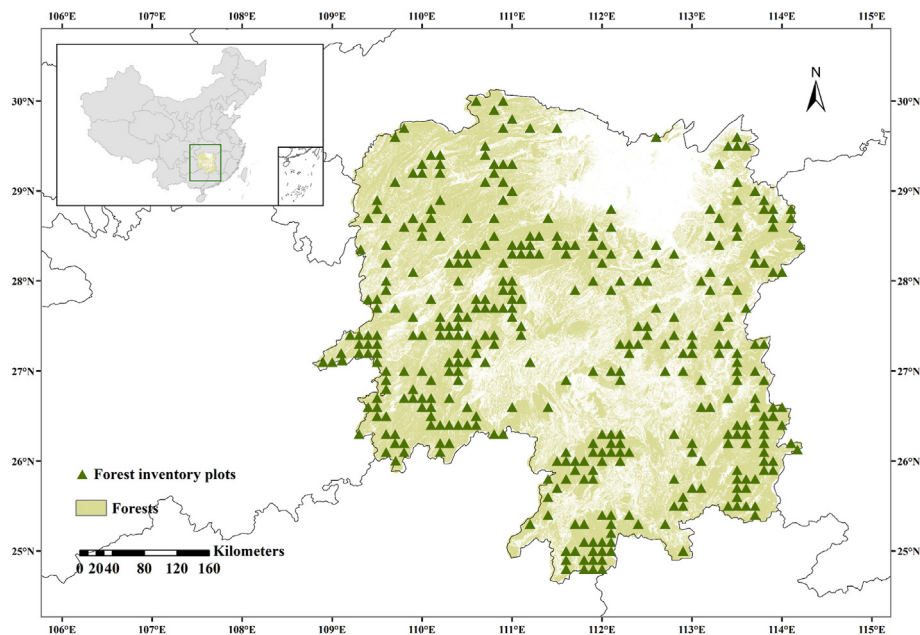 106°E 107°E 108°E 109°E 110°E 111°E 112°E 113°E 114°E 115°E
N
30°N 30°N
29°N 29°N
28°N 28°N
27°N 27°N
26°N 26°N
Forest inventory plots
Forests
25°N 25°N
Kilometers
0 20 40 80 120 160
106°E 107°E 108°E 109°E 110°E 111°E 112°E 113°E 114°E 115°E